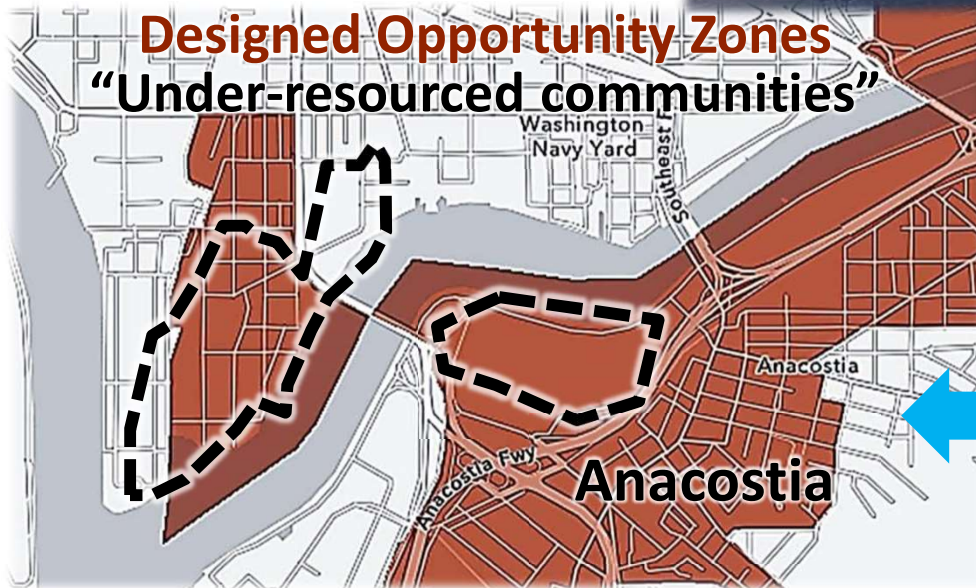 Designed Opportunity Zones
“Under-resourced communities”
Washington
Navy Yard
Southeast
Anacostia
Anacostia Fwy
Anacostia